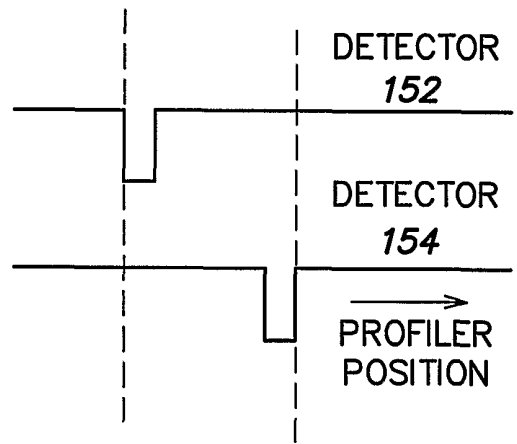 DETECTOR
152
DETECTOR
154
PROFILER
POSITION